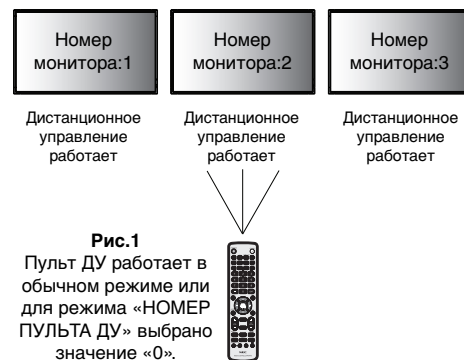 Номер Номер Номер
монитора:1 монитора:2 монитора:3
Дистанционное Дистанционное Дистанционное
управление управление управление
работает работает работает
Рис.1
Пульт ДУ работает в
обычном режиме или
для режима «НОМЕР
ПУЛЬТА ДУ» выбрано
значение «0».